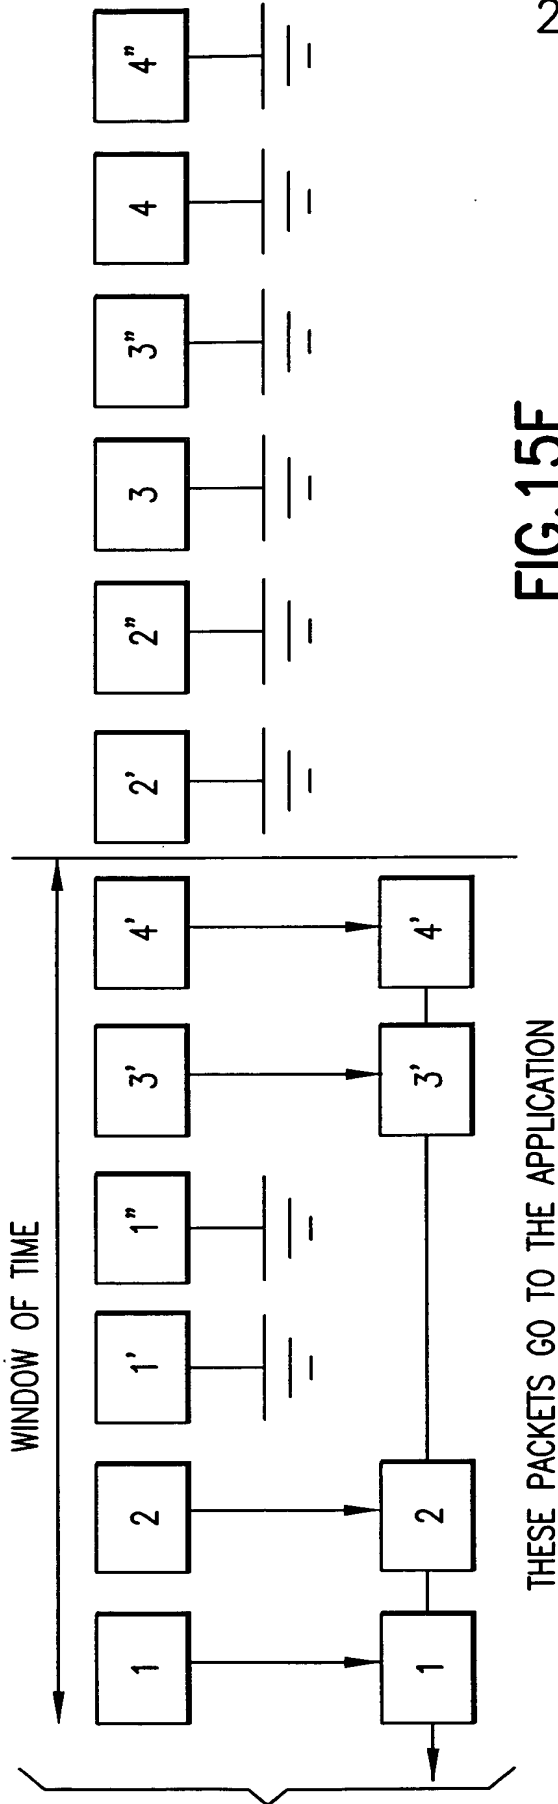 2
WINDOW OF TIME
1 2 1' 1" 3' 4' 2' 2" 3 3" 4 4"
1 2 3' 4'
THESE PACKETS GO TO THE APPLICATION
FIG.15F